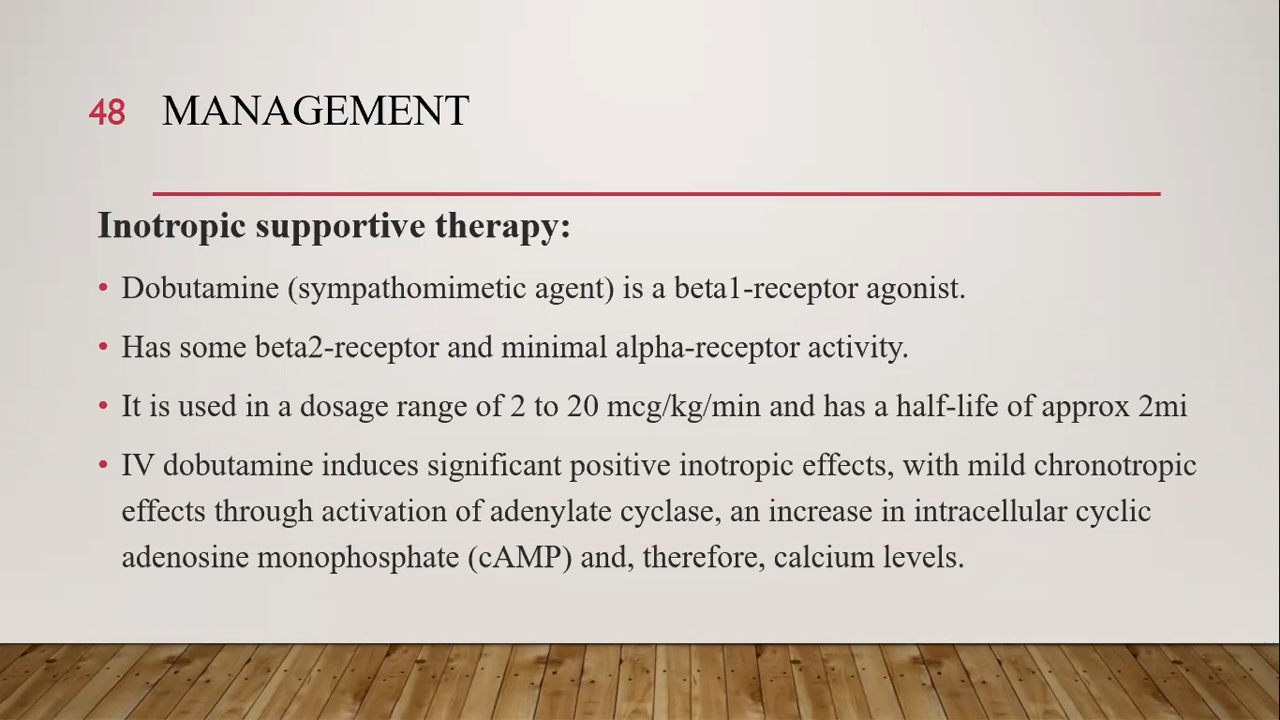 48 MANAGEMENT
Inotropic supportive therapy:
• Dobutamine (sympathomimetic agent) is a beta1-receptor agonist.
• Has some beta2-receptor and minimal alpha-receptor activity.
• It is used in a dosage range of 2 to 20 mcg/kg/min and has a half-life of approx 2mi
• IV dobutamine induces significant positive inotropic effects, with mild chronotropic
effects through activation of adenylate cyclase, an increase in intracellular cyclic
adenosine monophosphate (cAMP) and, therefore, calcium levels.